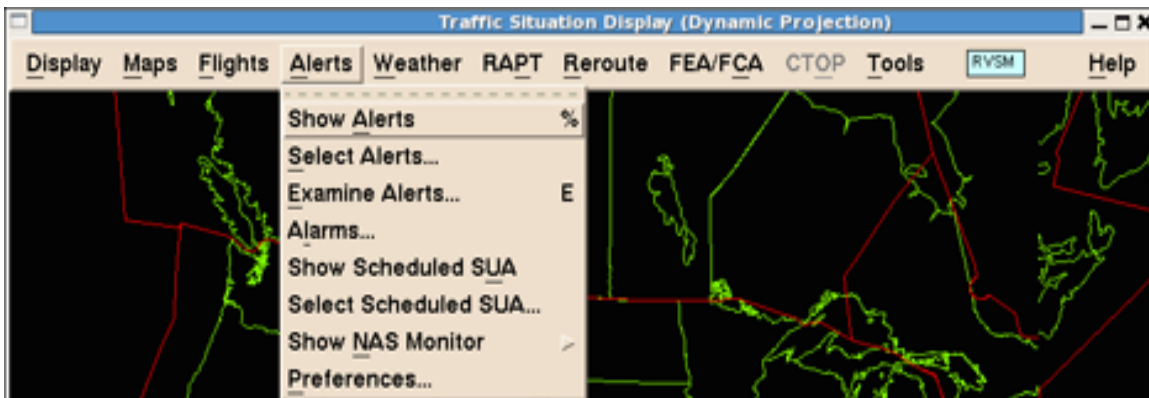 Traffic Situation Display (Dynamic Projection)
Display Maps Flights Alerts Weather RAPT Reroute FEA/FCA CTOP Tools RVSM Help
Show Alerts %
Select Alerts...
Examine Alerts... E
Alarms...
Show Scheduled SUA
Select Scheduled SUA...
Show NAS Monitor
Preferences...